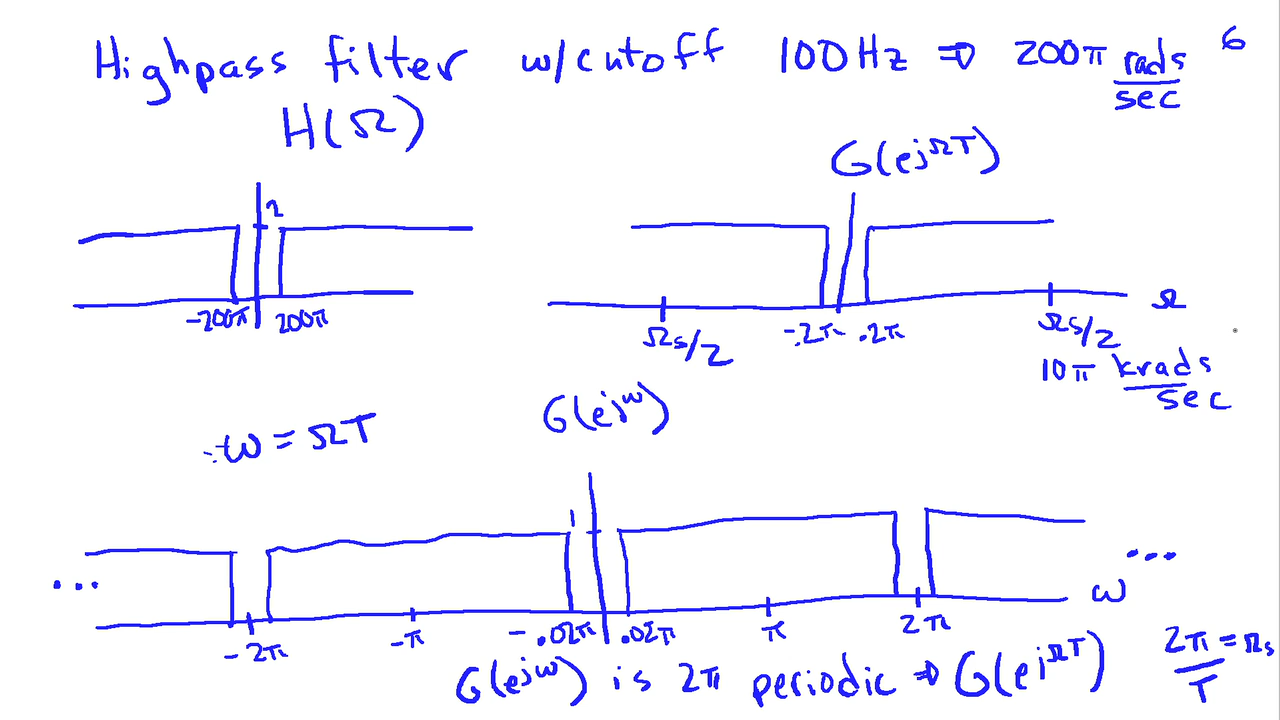 Highpass filter w/cutoff 100Hz ⇒ 200π rads/sec 6
H(Ω)
G(e^{jΩT})
1
-200π 200π
Ωs/2 -.2π .2π Ωs/2 Ω
10π krads/sec
G(e^{jω})
∴ ω = ΩT
1
... ...
-2π -π -.02π .02π π 2π ω
G(e^{jω}) is 2π periodic ⇒ G(e^{jΩT}) 2π/T = Ωs